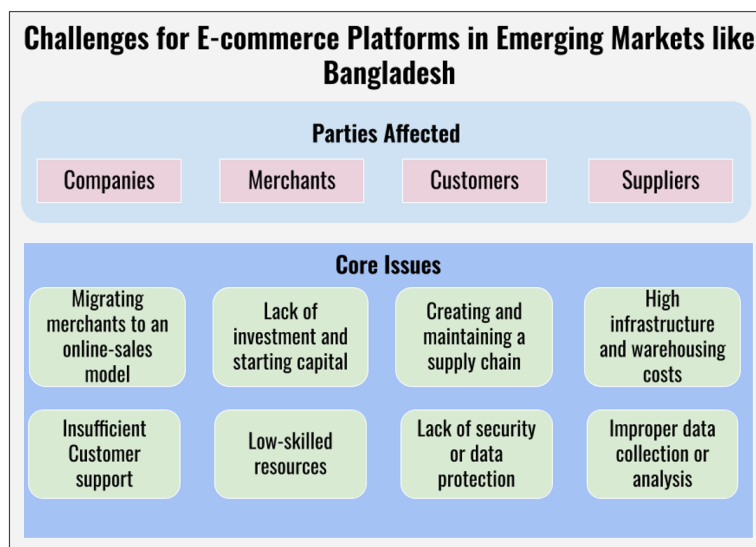 Challenges for E-commerce Platforms in Emerging Markets like
Bangladesh
Parties Affected
Companies
Merchants
Customers
Suppliers
Core Issues
Migrating
merchants to an
online-sales
model
Lack of
investment and
starting capital
Creating and
maintaining a
supply chain
High
infrastructure
and warehousing
costs
Insufficient
Customer
support
Low-skilled
resources
Lack of security
or data
protection
Improper data
collection or
analysis